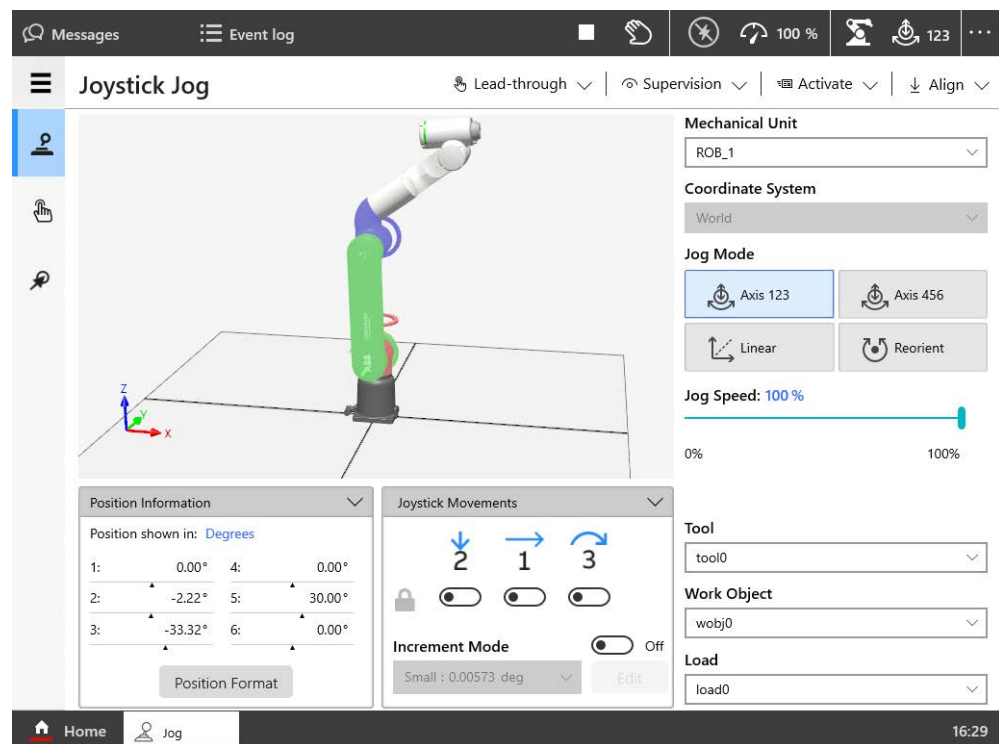 Messages
Event log
100 %
123
Joystick Jog
Lead-through
Supervision
Activate
Align
ABB
Z
Y
X
Mechanical Unit
ROB_1
Coordinate System
World
Jog Mode
Axis 123
Axis 456
Linear
Reorient
Jog Speed: 100 %
0%
100%
Position Information
Position shown in: Degrees
1: 0.00° 4: 0.00°
2: -2.22° 5: 30.00°
3: -33.32° 6: 0.00°
Position Format
Joystick Movements
2 1 3
Increment Mode
Off
Small : 0.00573 deg
Edit
Tool
tool0
Work Object
wobj0
Load
load0
Home
Jog
16:29